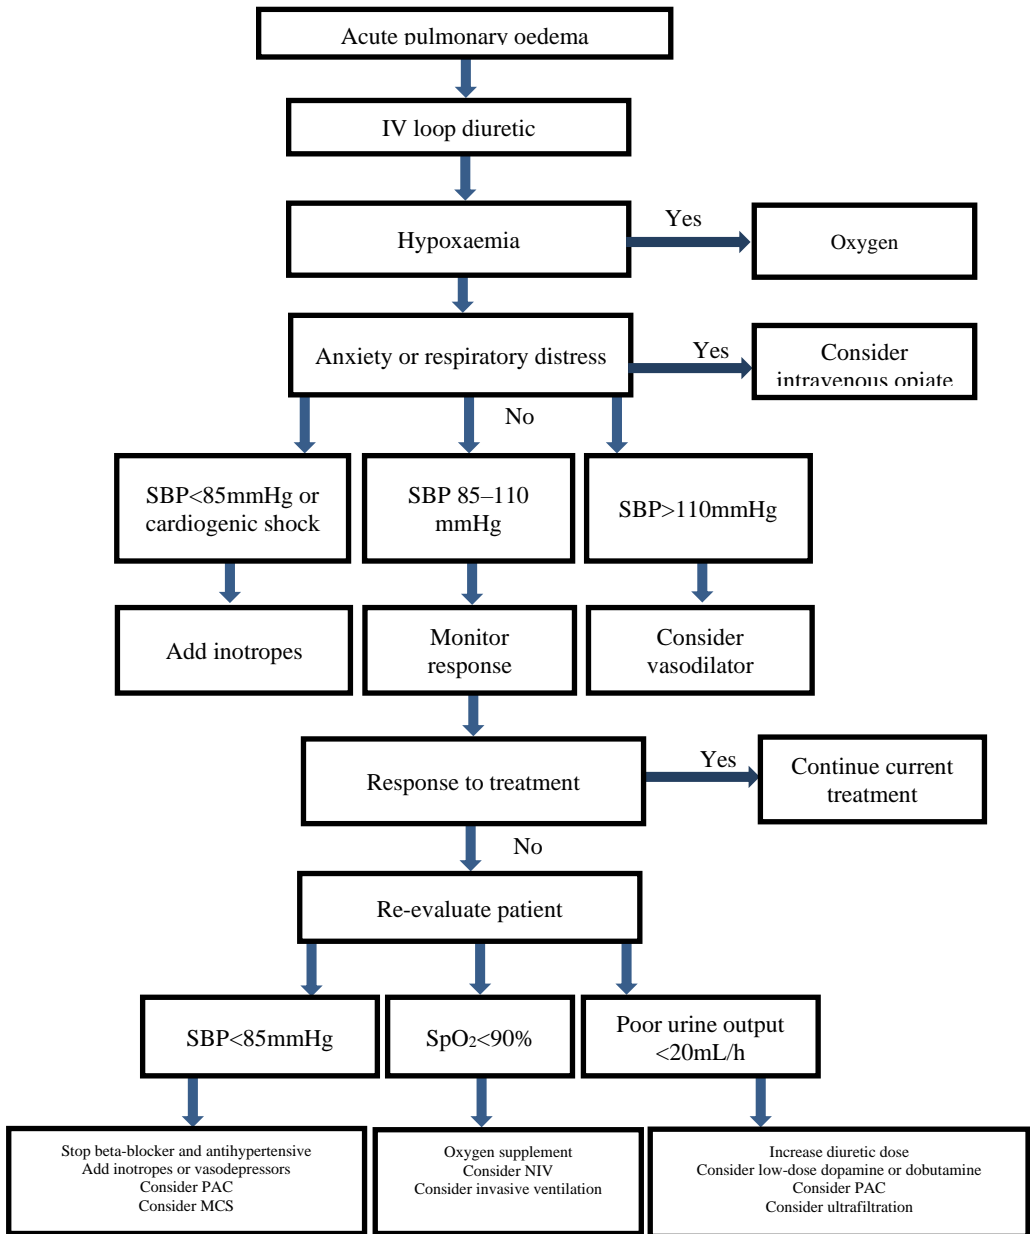 Acute pulmonary oedema
IV loop diuretic
Hypoxaemia
Yes
Oxygen
Anxiety or respiratory distress
Yes
Consider
intravenous opiate
No
SBP<85mmHg or
cardiogenic shock
SBP 85–110
mmHg
SBP>110mmHg
Add inotropes
Monitor
response
Consider
vasodilator
Response to treatment
Yes
Continue current
treatment
No
Re-evaluate patient
SBP<85mmHg
SpO₂<90%
Poor urine output
<20mL/h
Stop beta-blocker and antihypertensive
Add inotropes or vasodepressors
Consider PAC
Consider MCS
Oxygen supplement
Consider NIV
Consider invasive ventilation
Increase diuretic dose
Consider low-dose dopamine or dobutamine
Consider PAC
Consider ultrafiltration